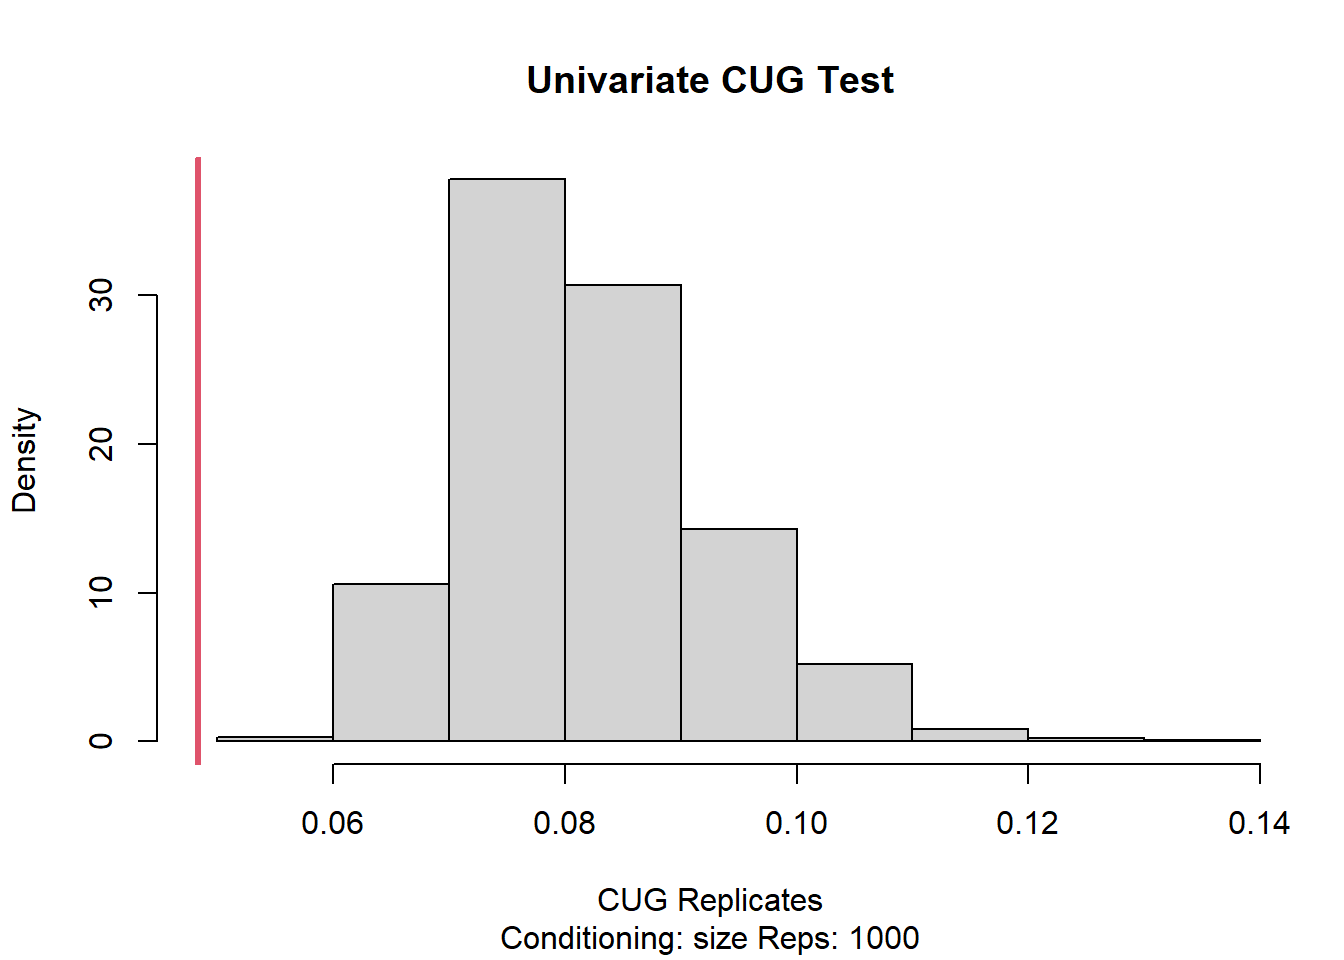 Univariate CUG Test
Density
30
20
10
0
0.06 0.08 0.10 0.12 0.14
CUG Replicates
Conditioning: size Reps: 1000